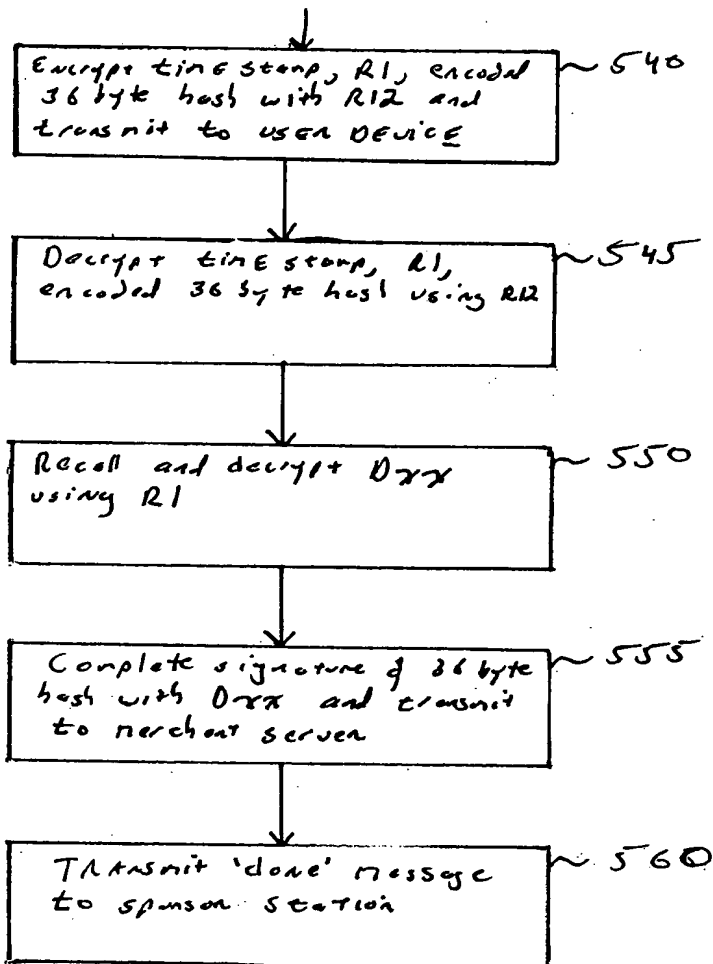 Encrypt time stamp, R1, encoded
36 byte hash with R12 and
transmit to USER DEVICE
540
Decrypt time stamp, R1,
encoded 36 byte hash using R12
545
Recall and decrypt Dxx
using R1
550
Complete signature of 36 byte
hash with Dxx and transmit
to merchant server
555
TRANSMIT 'done' message
to sponsor station
560